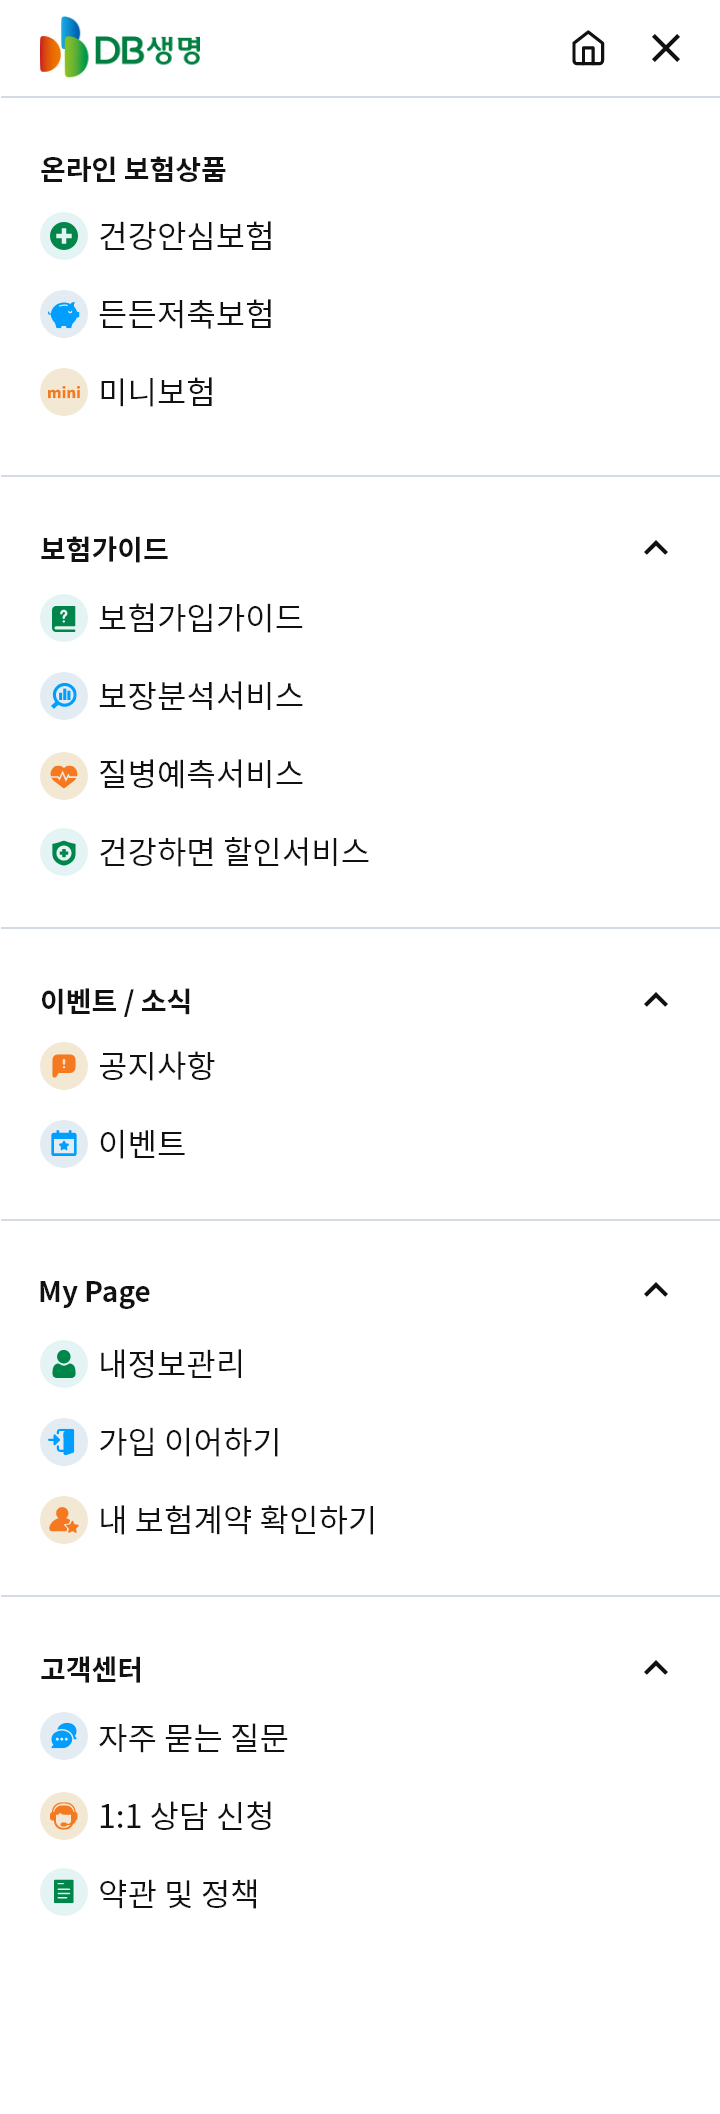 DB생명
온라인 보험상품
건강안심보험
든든저축보험
mini 미니보험
보험가이드
보험가입가이드
보장분석서비스
질병예측서비스
건강하면 할인서비스
이벤트 / 소식
공지사항
이벤트
My Page
내정보관리
가입 이어하기
내 보험계약 확인하기
고객센터
자주 묻는 질문
1:1 상담 신청
약관 및 정책